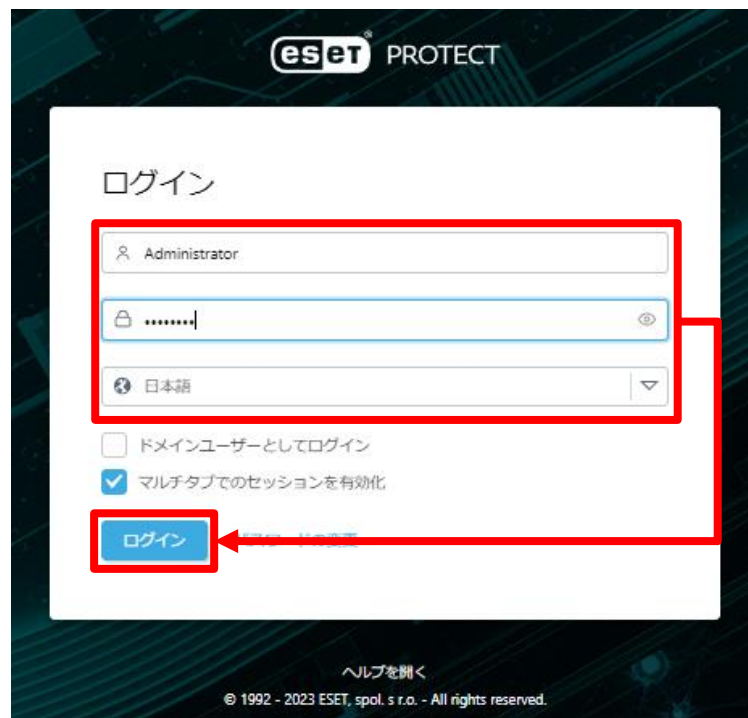 eset® PROTECT
ログイン
Administrator
••••••••
日本語
ドメインユーザーとしてログイン
マルチタブでのセッションを有効化
ログイン
の変更
ヘルプを開く
© 1992 - 2023 ESET, spol. s r.o. - All rights reserved.